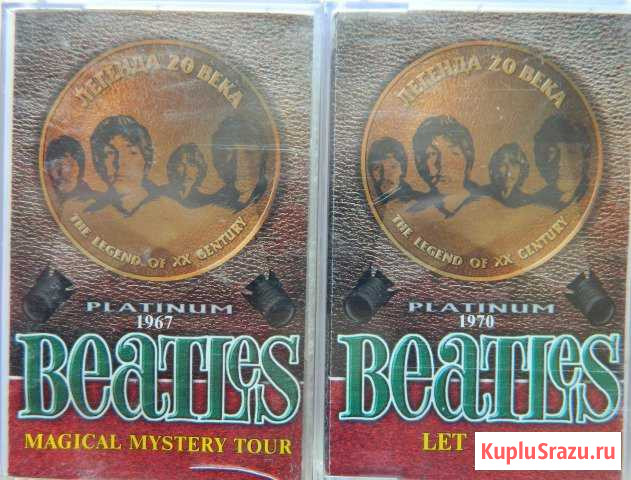 ЛЕГЕНДА 20 ВЕКА
THE LEGEND OF XX CENTURY
PLATINUM
1967
BEATLES
MAGICAL MYSTERY TOUR
ЛЕГЕНДА 20 ВЕКА
THE LEGEND OF XX CENTURY
PLATINUM
1970
BEATLES
LET
KupluSrazu.ru